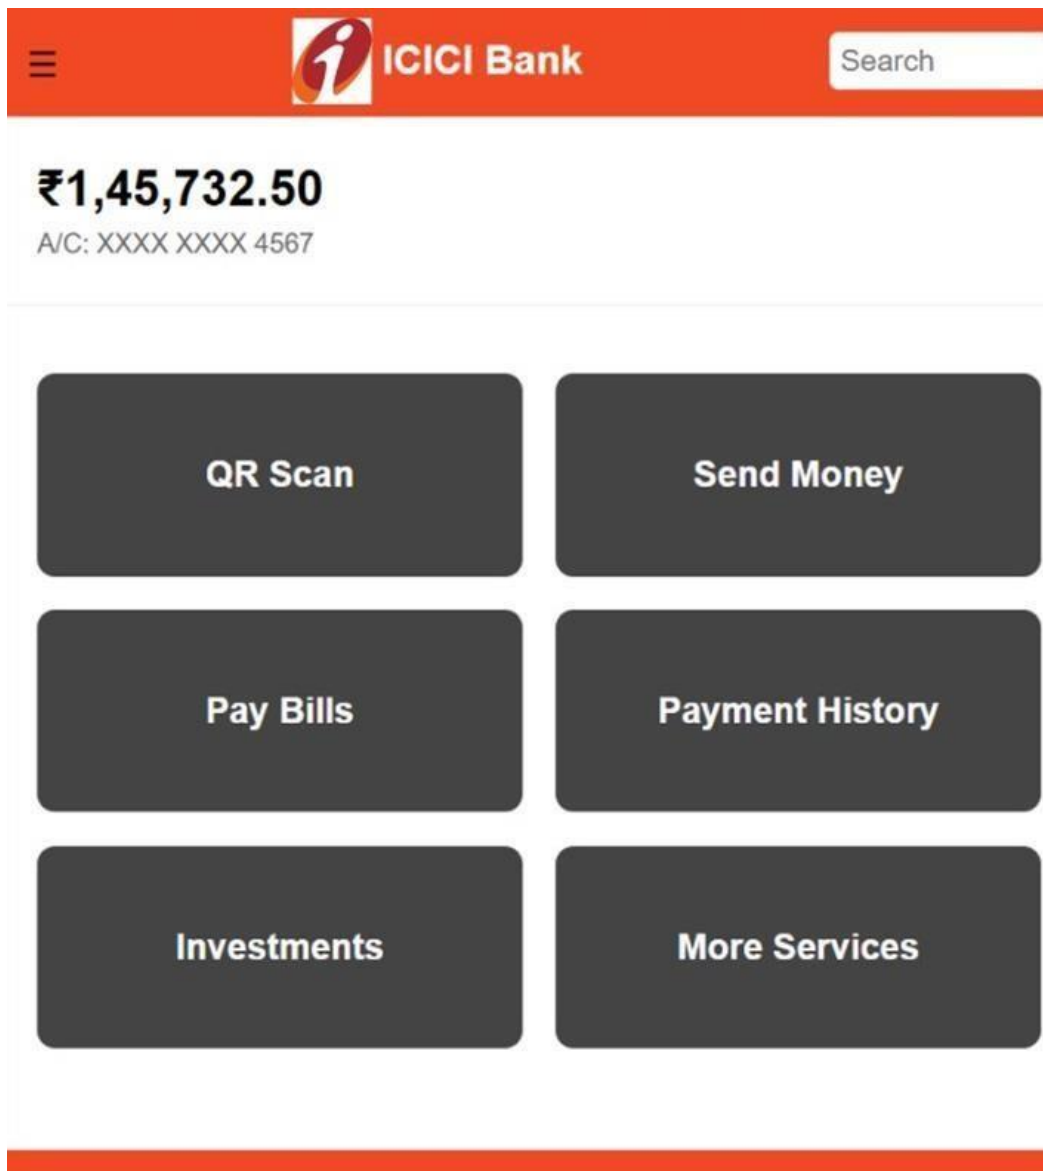 ☰ ICICI Bank Search
₹1,45,732.50
A/C: XXXX XXXX 4567
QR Scan Send Money
Pay Bills Payment History
Investments More Services